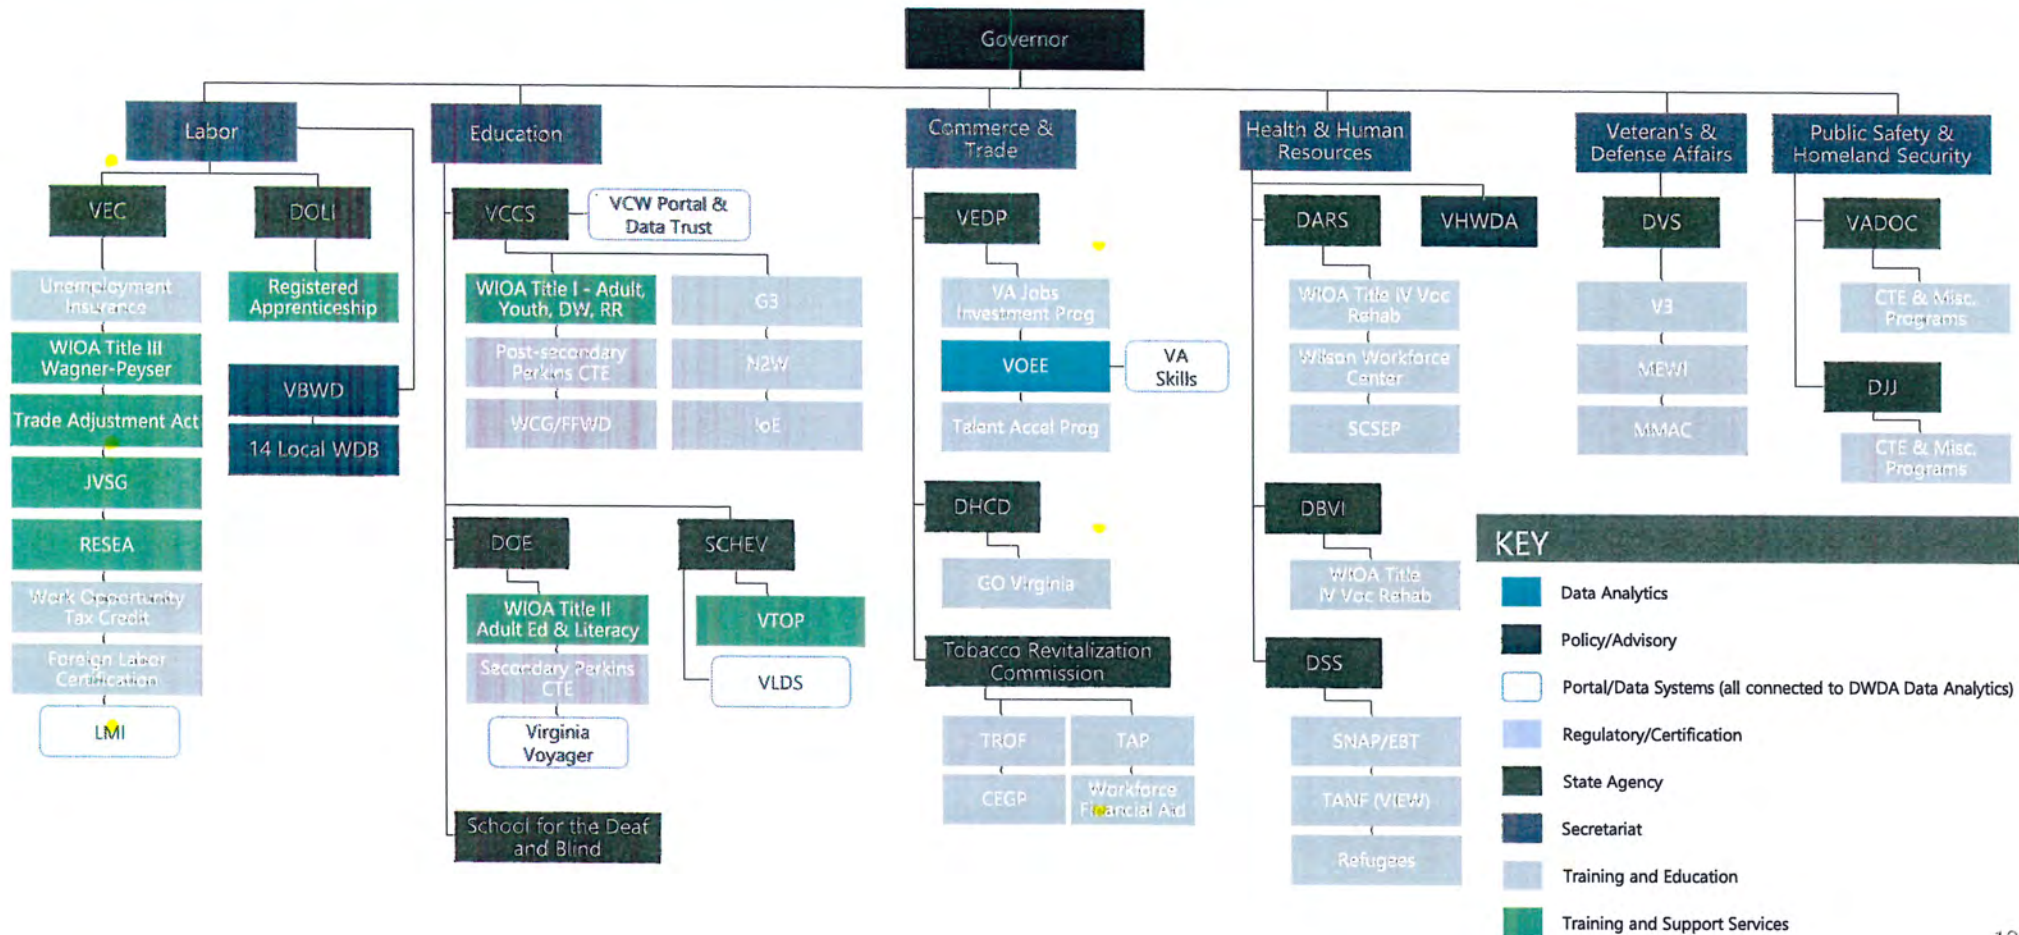 Governor
Labor
Education
Commerce &
Trade
Health & Human
Resources
Veteran's &
Defense Affairs
Public Safety &
Homeland Security
VEC
DOLI
Unemployment
Insurance
Registered
Apprenticeship
WIOA Title III
Wagner-Peyser
Trade Adjustment Act
JVSG
RESEA
Work Opportunity
Tax Credit
Foreign Labor
Certification
LMI
VBWD
14 Local WDB
VCCS
VCW Portal &
Data Trust
WIOA Title I - Adult,
Youth, DW, RR
G3
Post-secondary
Perkins CTE
N2W
WCG/FFWD
IoE
DOE
SCHEV
WIOA Title II
Adult Ed & Literacy
VTOP
Secondary Perkins
CTE
VLDS
Virginia
Voyager
School for the Deaf
and Blind
VEDP
VA Jobs
Investment Prog
VOEE
VA
Skills
Talent Accel Prog
DHCD
GO Virginia
Tobacco Revitalization
Commission
TROF
TAP
CEGP
Workforce
Financial Aid
DARS
VHWDA
WIOA Title IV Voc
Rehab
Wilson Workforce
Center
SCSEP
DBVI
WIOA Title
IV Voc Rehab
DSS
SNAP/EBT
TANF (VIEW)
Refugees
DVS
V3
MEWI
MMAC
VADOC
CTE & Misc.
Programs
DJJ
CTE & Misc.
Programs
KEY
Data Analytics
Policy/Advisory
Portal/Data Systems (all connected to DWDA Data Analytics)
Regulatory/Certification
State Agency
Secretariat
Training and Education
Training and Support Services